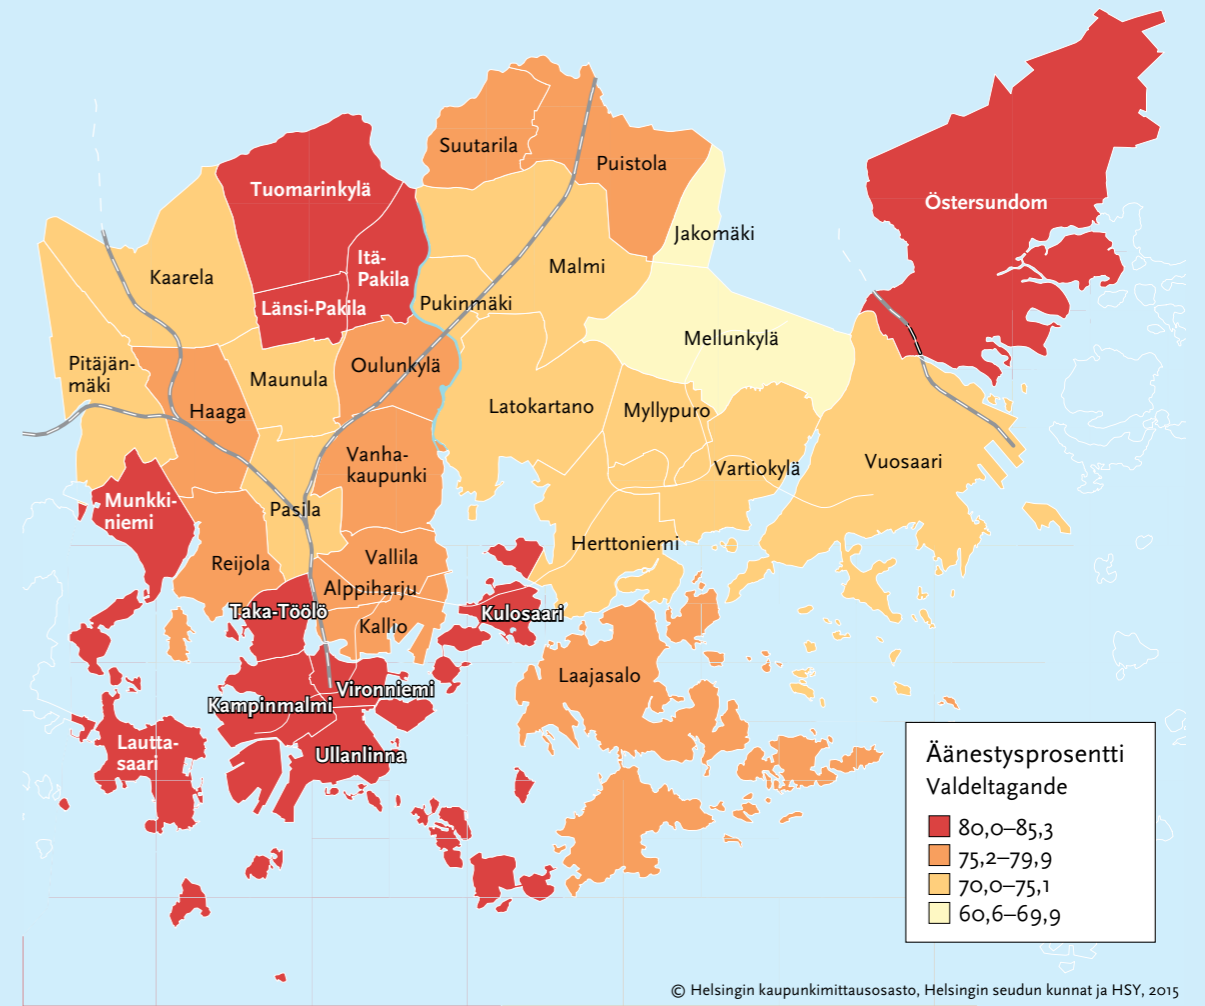 Suutarila
Puistola
Tuomarinkylä
Östersundom
Jakomäki
Itä-
Pakila
Malmi
Kaarela
Länsi-Pakila
Pukinmäki
Mellunkylä
Pitäjän-
mäki
Oulunkylä
Maunula
Haaga
Latokartano
Myllypuro
Vanha-
kaupunki
Vartiokylä
Vuosaari
Munkki-
niemi
Pasila
Herttoniemi
Reijola
Vallila
Alppiharju
Taka-Töölö
Kulosaari
Kallio
Laajasalo
Vironniemi
Kampinmalmi
Lautta-
saari
Ullanlinna
Äänestysprosentti
Valdeltagande
80,0–85,3
75,2–79,9
70,0–75,1
60,6–69,9
© Helsingin kaupunkimittausosasto, Helsingin seudun kunnat ja HSY, 2015